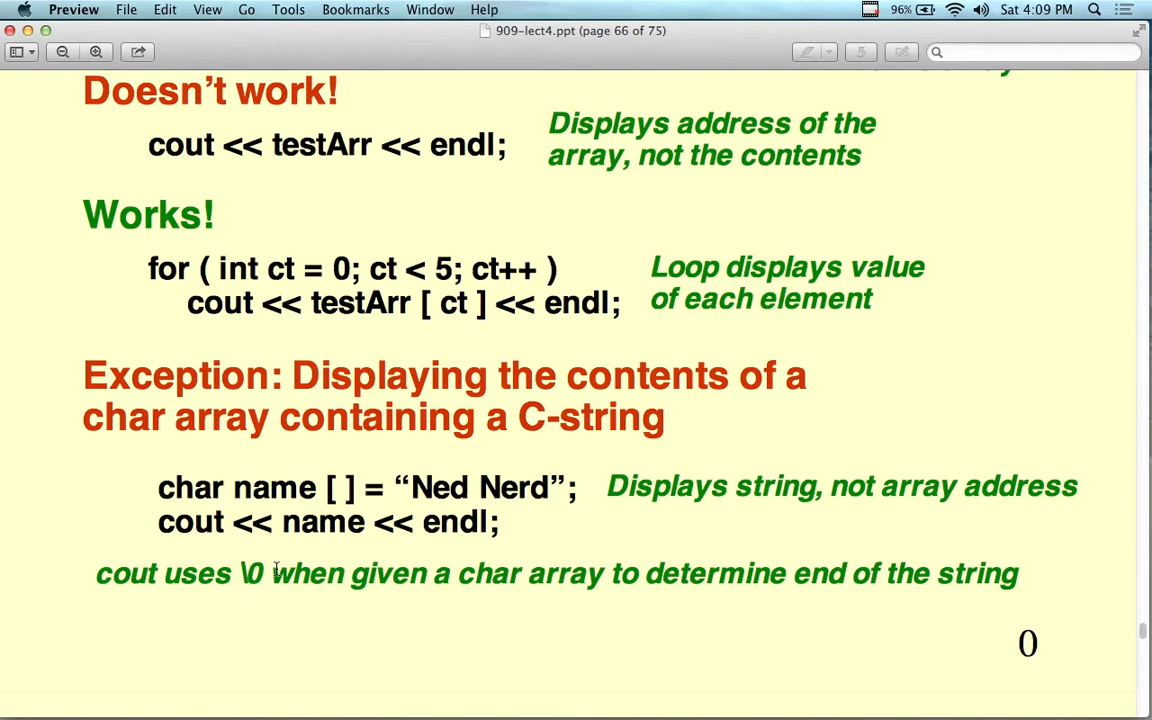 Preview File Edit View Go Tools Bookmarks Window Help 96% Sat 4:09 PM
909-lect4.ppt (page 66 of 75)
Doesn’t work!
cout << testArr << endl;
Displays address of the
array, not the contents
Works!
for ( int ct = 0; ct < 5; ct++ )
cout << testArr [ ct ] << endl;
Loop displays value
of each element
Exception: Displaying the contents of a
char array containing a C-string
char name [ ] = “Ned Nerd”;
cout << name << endl;
Displays string, not array address
cout uses \0 when given a char array to determine end of the string
0